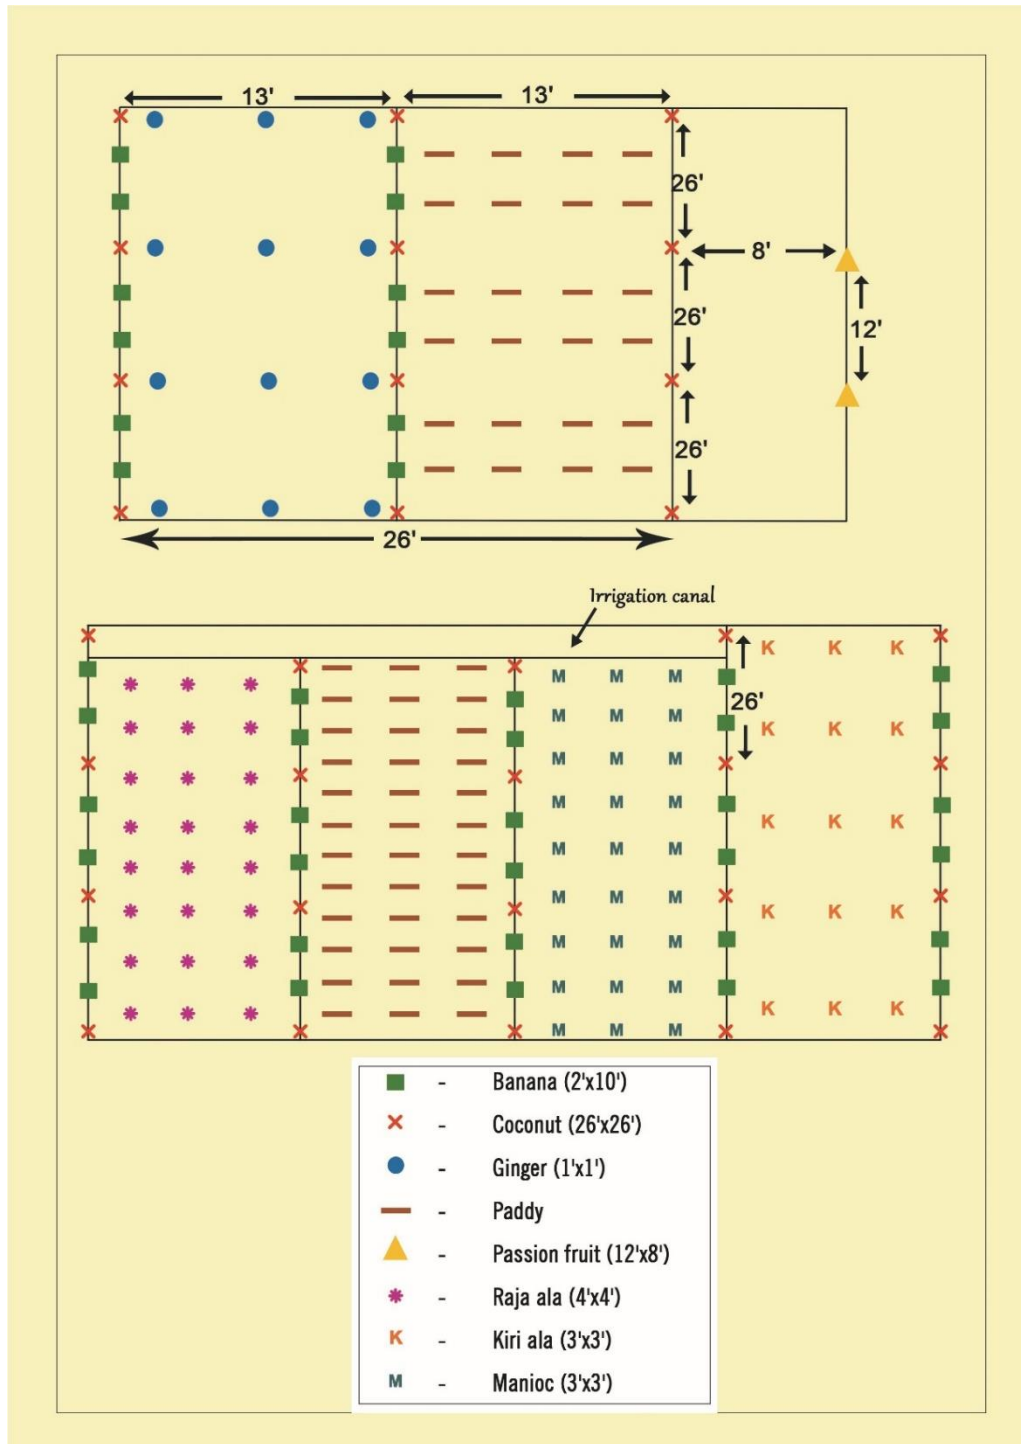 13' 13'
26'
8'
26' 12'
26'
26'
Irrigation canal
K K K
M M M
26'
M M M
K K K
M M M
M M M
K K K
M M M
M M M
K K K
M M M
M M M
K K K
M M M
- Banana (2'x10')
- Coconut (26'x26')
- Ginger (1'x1')
- Paddy
- Passion fruit (12'x8')
- Raja ala (4'x4')
K - Kiri ala (3'x3')
M - Manioc (3'x3')